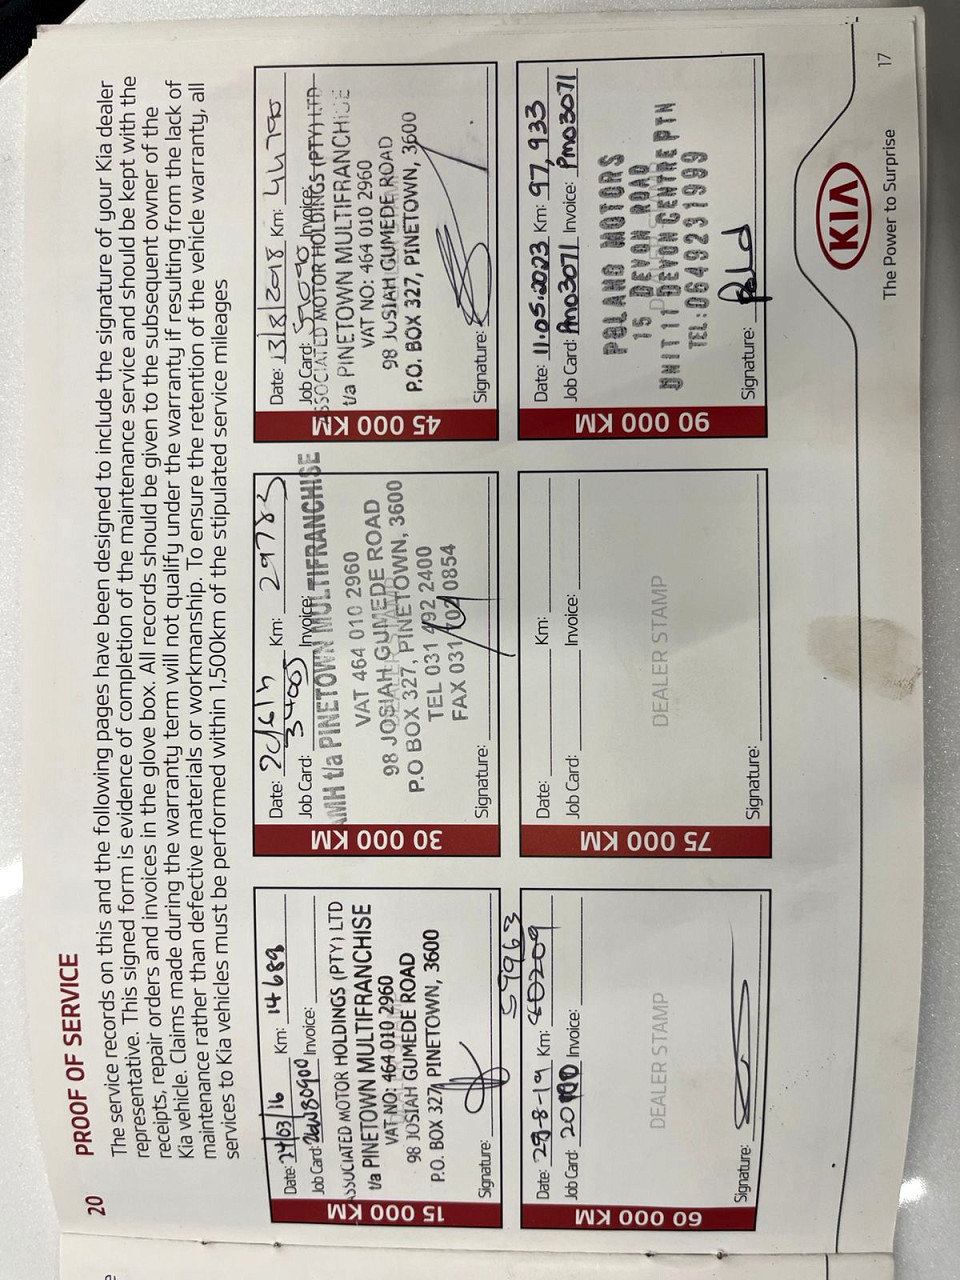 20 PROOF OF SERVICE
The service records on this and the following pages have been designed to include the signature of your Kia dealer
representative. This signed form is evidence of completion of the maintenance service and should be kept with the
receipts, repair orders and invoices in the glove box. All records should be given to the subsequent owner of the
Kia vehicle. Claims made during the warranty term will not qualify under the warranty if resulting from the lack of
maintenance rather than defective materials or workmanship. To ensure the retention of the vehicle warranty, all
services to Kia vehicles must be performed within 1,500km of the stipulated service mileages
15 000 KM
Date: 24/03/16 Km: 14689
Job Card: Invoice:
ASSOCIATED MOTOR HOLDINGS (PTY) LTD
t/a PINETOWN MULTIFRANCHISE
VAT NO: 464 010 2960
98 JOSIAH GUMEDE ROAD
P.O. BOX 327, PINETOWN, 3600
Signature:
30 000 KM
Date: Km: 29783
Job Card: Invoice:
AMH t/a PINETOWN MULTIFRANCHISE
VAT 464 010 2960
98 JOSIAH GUMEDE ROAD
P.O BOX 327, PINETOWN, 3600
TEL 031 492 2400
FAX 031 702 0854
Signature:
45 000 KM
Date: 13/8/2018 Km: 44790
Job Card: Invoice:
ASSOCIATED MOTOR HOLDINGS (PTY) LTD
t/a PINETOWN MULTIFRANCHISE
VAT NO: 464 010 2960
98 JOSIAH GUMEDE ROAD
P.O. BOX 327, PINETOWN, 3600
Signature:
60 000 KM
59963
Date: 29-8-19 Km: 60209
Job Card: Invoice:
DEALER STAMP
Signature:
75 000 KM
Date: Km:
Job Card: Invoice:
DEALER STAMP
Signature:
90 000 KM
Date: 11.05.2023 Km: 97,933
Job Card: Pmo3071 Invoice: Pmo3071
POLAND MOTORS
15 DEVON ROAD
UNIT 11 DEVON CENTRE PTN
TEL: 0649231999
Signature:
KIA
The Power to Surprise
17